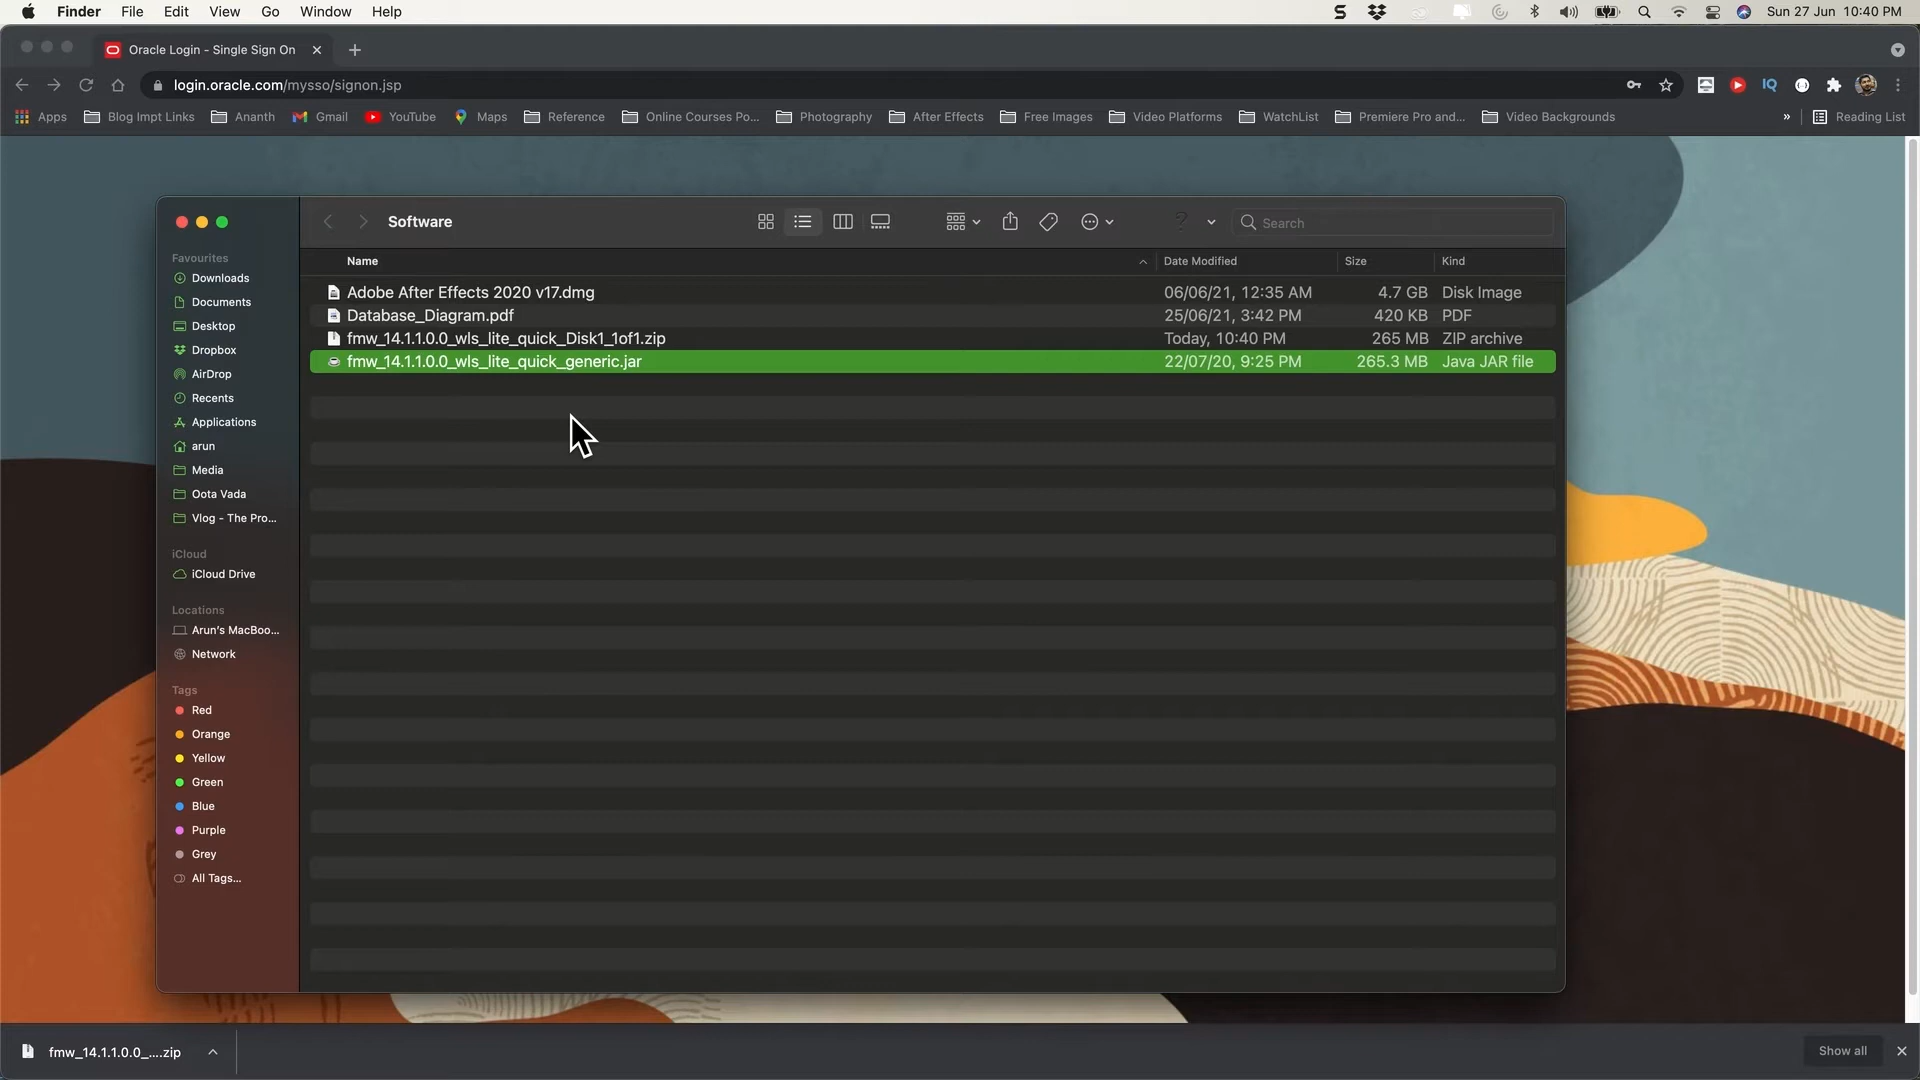 Finder File Edit View Go Window Help Sun 27 Jun 10:40 PM
Oracle Login - Single Sign On
login.oracle.com/mysso/signon.jsp
Apps Blog Impt Links Ananth Gmail YouTube Maps Reference Online Courses Po... Photography After Effects Free Images Video Platforms WatchList Premiere Pro and... Video Backgrounds » Reading List
Software
Search
Favourites
Downloads
Documents
Desktop
Dropbox
AirDrop
Recents
Applications
arun
Media
Oota Vada
Vlog - The Pro...
iCloud
iCloud Drive
Locations
Arun's MacBoo...
Network
Tags
Red
Orange
Yellow
Green
Blue
Purple
Grey
All Tags...
Name Date Modified Size Kind
Adobe After Effects 2020 v17.dmg 06/06/21, 12:35 AM 4.7 GB Disk Image
Database_Diagram.pdf 25/06/21, 3:42 PM 420 KB PDF
fmw_14.1.1.0.0_wls_lite_quick_Disk1_1of1.zip Today, 10:40 PM 265 MB ZIP archive
fmw_14.1.1.0.0_wls_lite_quick_generic.jar 22/07/20, 9:25 PM 265.3 MB Java JAR file
fmw_14.1.1.0.0_....zip
Show all